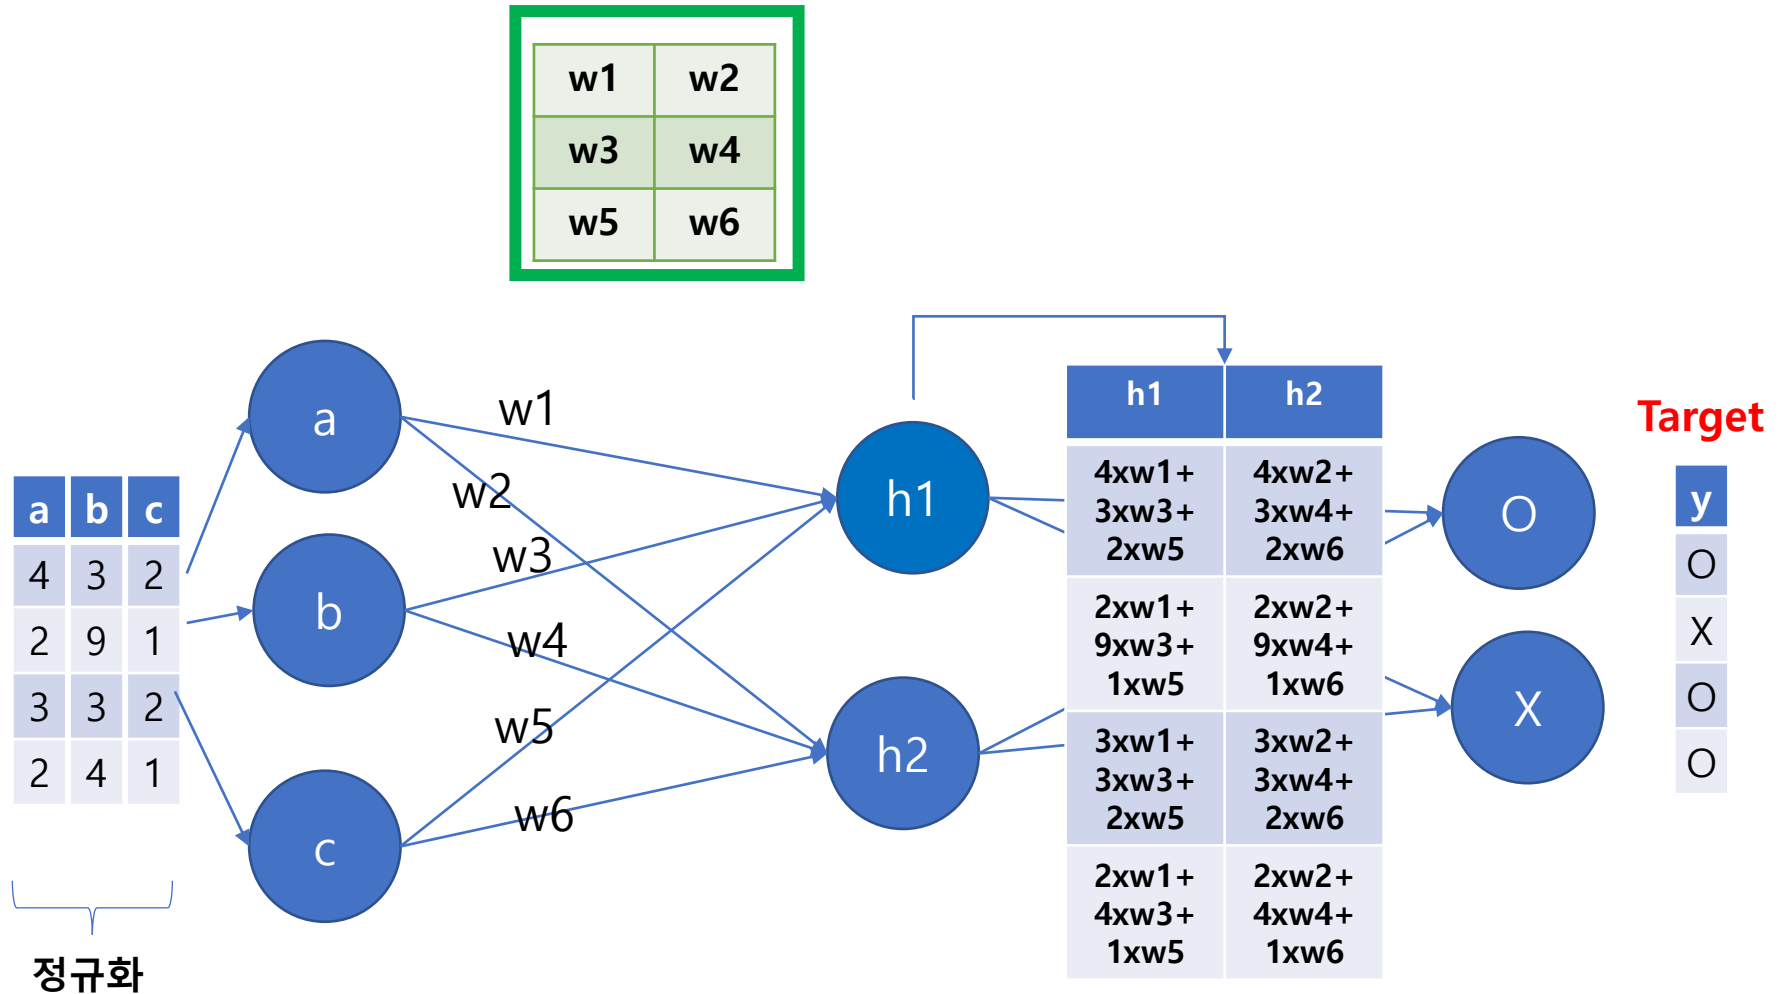 w1 w2
w3 w4
w5 w6
a b c
4 3 2
2 9 1
3 3 2
2 4 1
정규화
a
b
c
w1
w2
w3
w4
w5
w6
h1
h2
h1 h2
4xw1+
3xw3+
2xw5
4xw2+
3xw4+
2xw6
2xw1+
9xw3+
1xw5
2xw2+
9xw4+
1xw6
3xw1+
3xw3+
2xw5
3xw2+
3xw4+
2xw6
2xw1+
4xw3+
1xw5
2xw2+
4xw4+
1xw6
O
X
Target
y
O
X
O
O